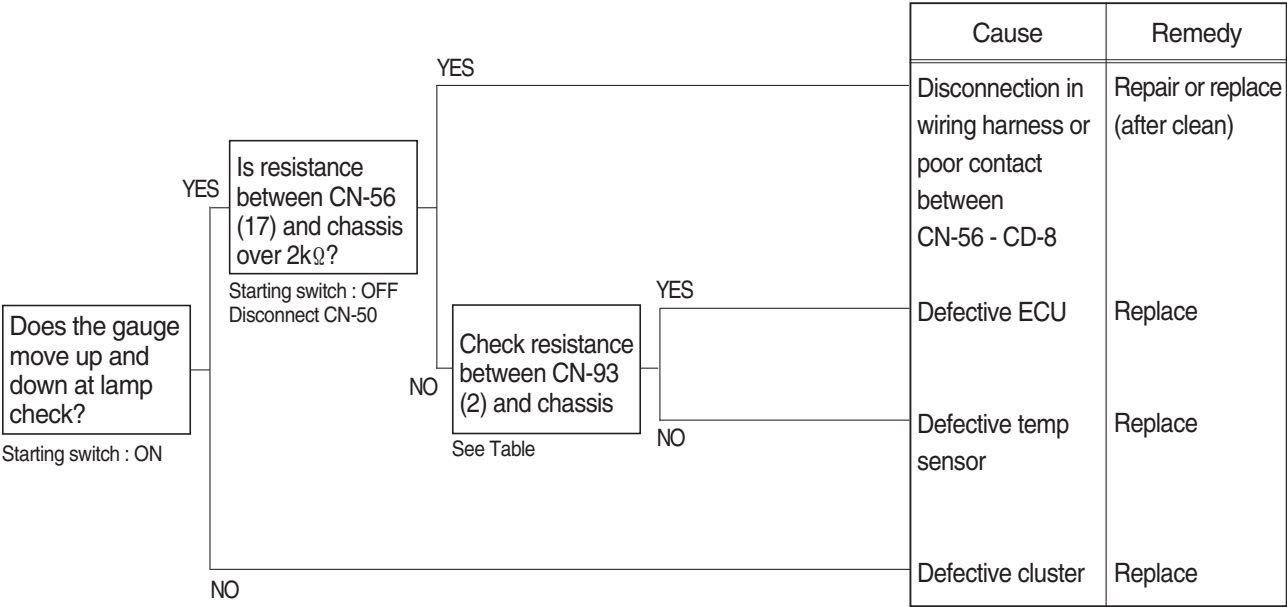 Cause
Remedy
YES
Disconnection in
wiring harness or
poor contact
between
CN-56 - CD-8
Repair or replace
(after clean)
YES
Is resistance
between CN-56
(17) and chassis
over 2kΩ?
Starting switch : OFF
Disconnect CN-50
YES
Defective ECU
Replace
Does the gauge
move up and
down at lamp
check?
Starting switch : ON
NO
Check resistance
between CN-93
(2) and chassis
See Table
NO
Defective temp
sensor
Replace
NO
Defective cluster
Replace